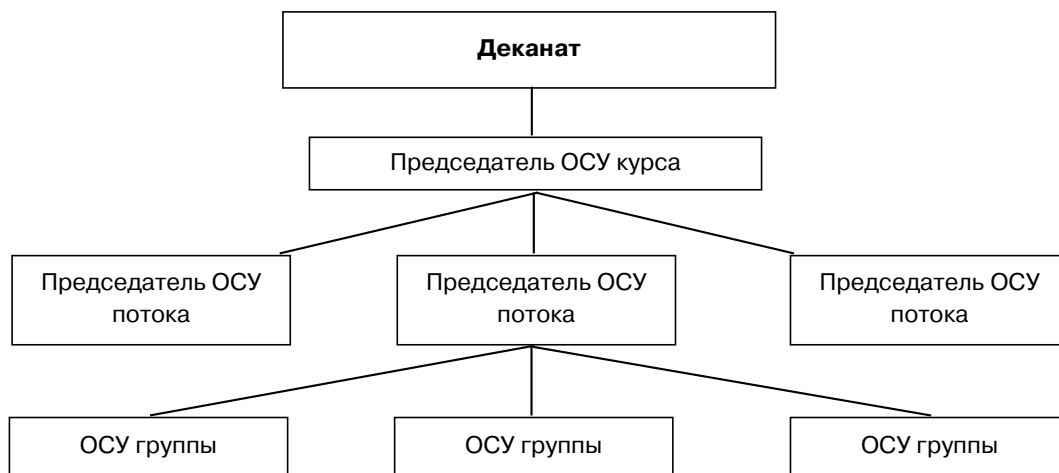 Деканат
Председатель ОСУ курса
Председатель ОСУ
потока
Председатель ОСУ
потока
Председатель ОСУ
потока
ОСУ группы
ОСУ группы
ОСУ группы